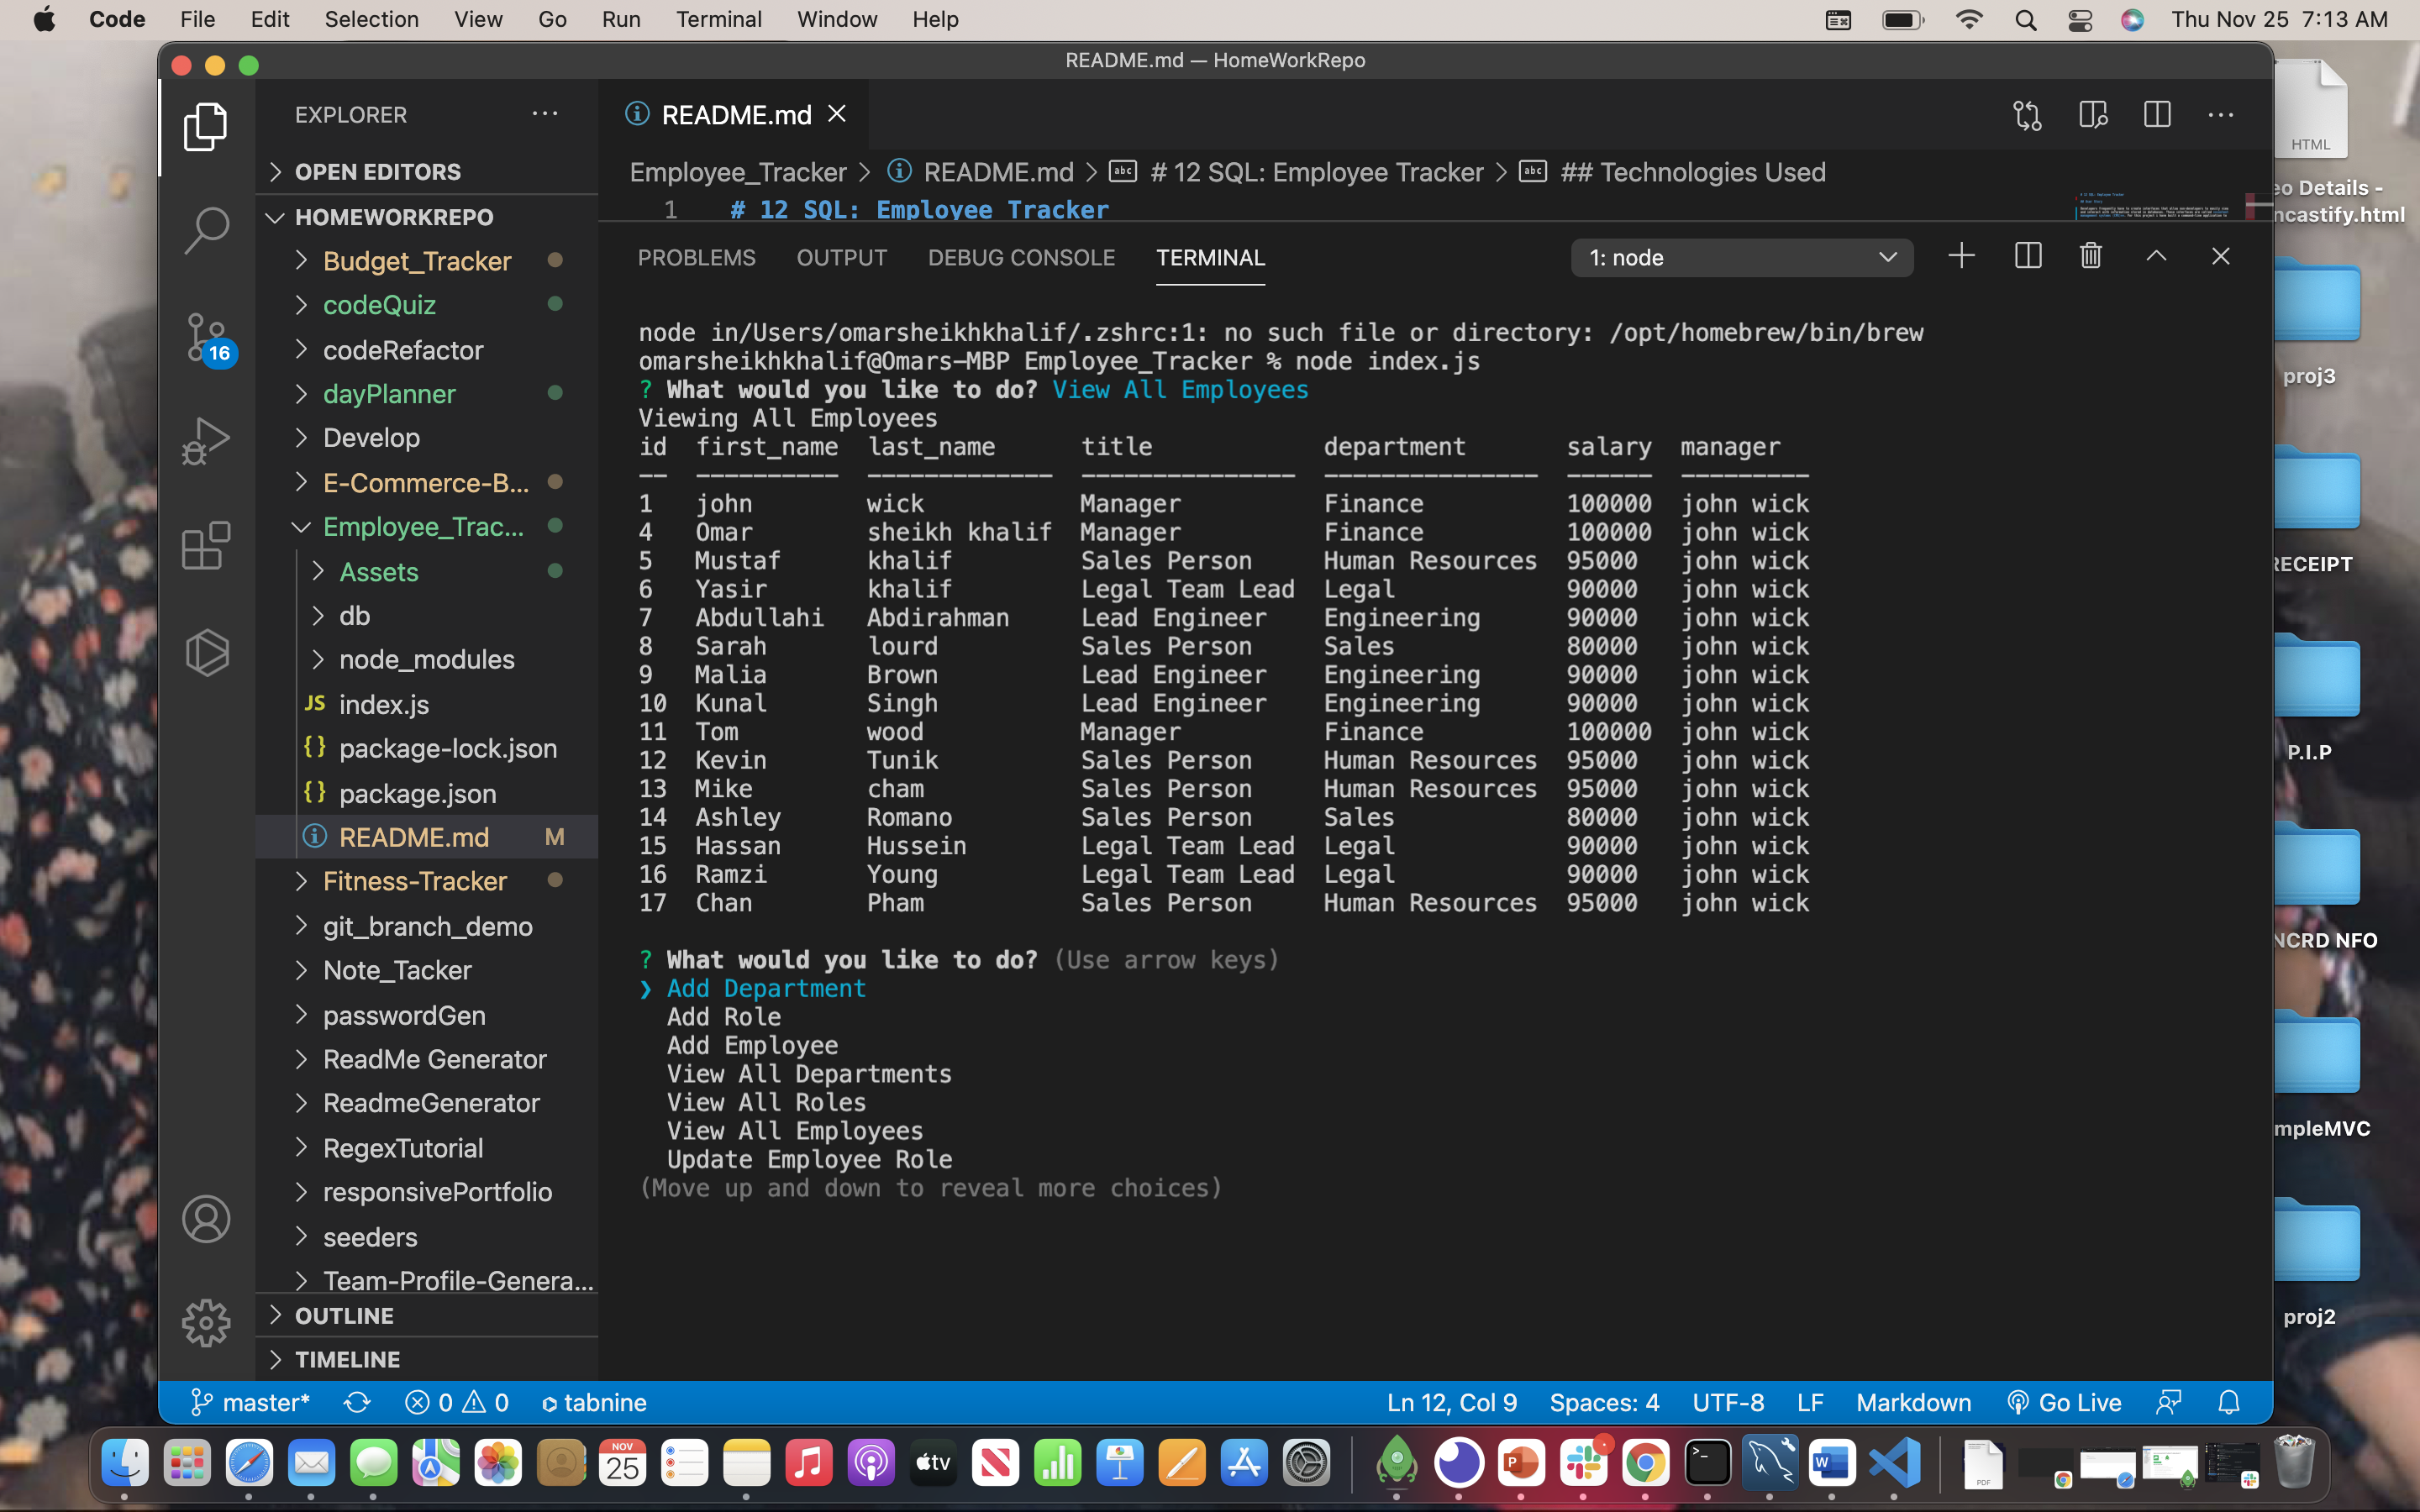 Code File Edit Selection View Go Run Terminal Window Help Thu Nov 25 7:13 AM
README.md — HomeWorkRepo
EXPLORER
README.md
OPEN EDITORS
Employee_Tracker > README.md > # 12 SQL: Employee Tracker > ## Technologies Used
1 # 12 SQL: Employee Tracker
HOMEWORKREPO
Budget_Tracker
codeQuiz
codeRefactor
dayPlanner
Develop
E-Commerce-B...
Employee_Trac...
Assets
db
node_modules
JS index.js
{} package-lock.json
{} package.json
README.md M
Fitness-Tracker
git_branch_demo
Note_Tacker
passwordGen
ReadMe Generator
ReadmeGenerator
RegexTutorial
responsivePortfolio
seeders
Team-Profile-Genera...
OUTLINE
TIMELINE
16
PROBLEMS OUTPUT DEBUG CONSOLE TERMINAL 1: node
node in/Users/omarsheikhkhalif/.zshrc:1: no such file or directory: /opt/homebrew/bin/brew
omarsheikhkhalif@Omars-MBP Employee_Tracker % node index.js
? What would you like to do? View All Employees
Viewing All Employees
id first_name last_name title department salary manager
-- ---------- ------------- --------------- --------------- ------ ---------
1 john wick Manager Finance 100000 john wick
4 Omar sheikh khalif Manager Finance 100000 john wick
5 Mustaf khalif Sales Person Human Resources 95000 john wick
6 Yasir khalif Legal Team Lead Legal 90000 john wick
7 Abdullahi Abdirahman Lead Engineer Engineering 90000 john wick
8 Sarah lourd Sales Person Sales 80000 john wick
9 Malia Brown Lead Engineer Engineering 90000 john wick
10 Kunal Singh Lead Engineer Engineering 90000 john wick
11 Tom wood Manager Finance 100000 john wick
12 Kevin Tunik Sales Person Human Resources 95000 john wick
13 Mike cham Sales Person Human Resources 95000 john wick
14 Ashley Romano Sales Person Sales 80000 john wick
15 Hassan Hussein Legal Team Lead Legal 90000 john wick
16 Ramzi Young Legal Team Lead Legal 90000 john wick
17 Chan Pham Sales Person Human Resources 95000 john wick
? What would you like to do? (Use arrow keys)
❯ Add Department
Add Role
Add Employee
View All Departments
View All Roles
View All Employees
Update Employee Role
(Move up and down to reveal more choices)
master* 0 0 tabnine Ln 12, Col 9 Spaces: 4 UTF-8 LF Markdown Go Live
HTML
eo Details -
ncastify.html
proj3
RECEIPT
P.I.P
NCRD NFO
mpleMVC
proj2
NOV
25
tv
PDF